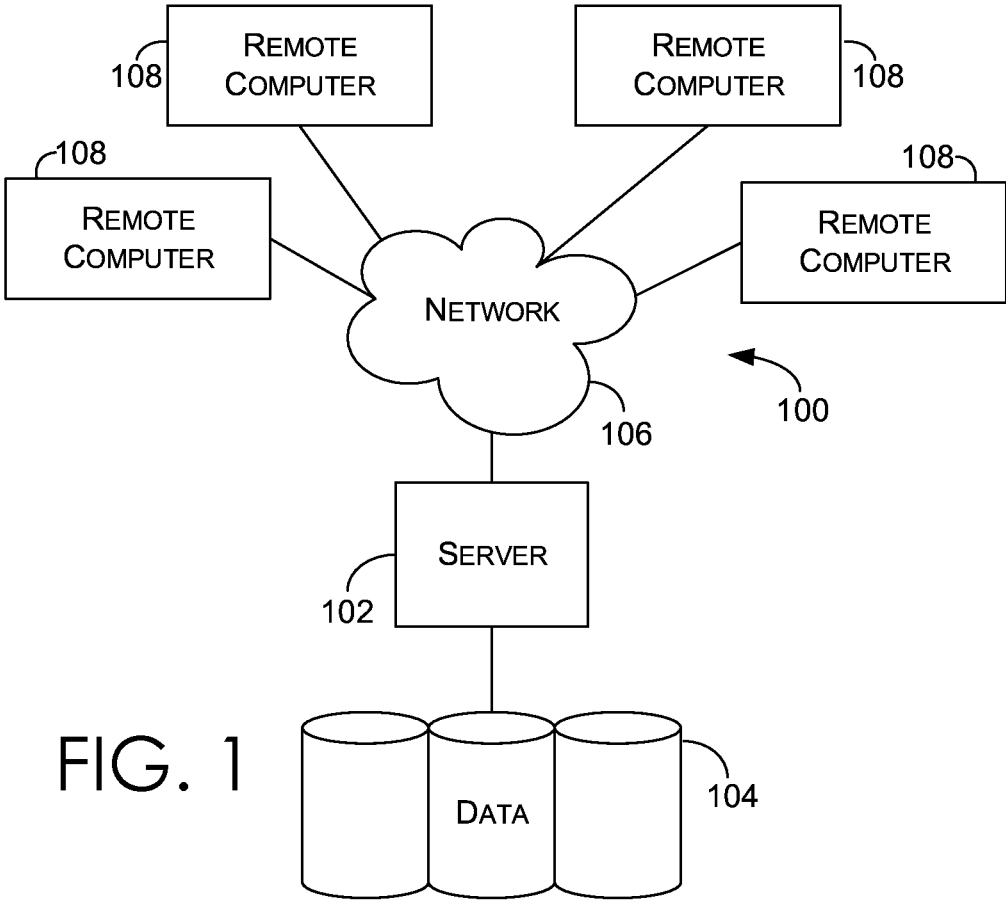 REMOTE
COMPUTER
108
REMOTE
COMPUTER
108
108
REMOTE
COMPUTER
108
REMOTE
COMPUTER
NETWORK
100
106
SERVER
102
FIG. 1
DATA
104